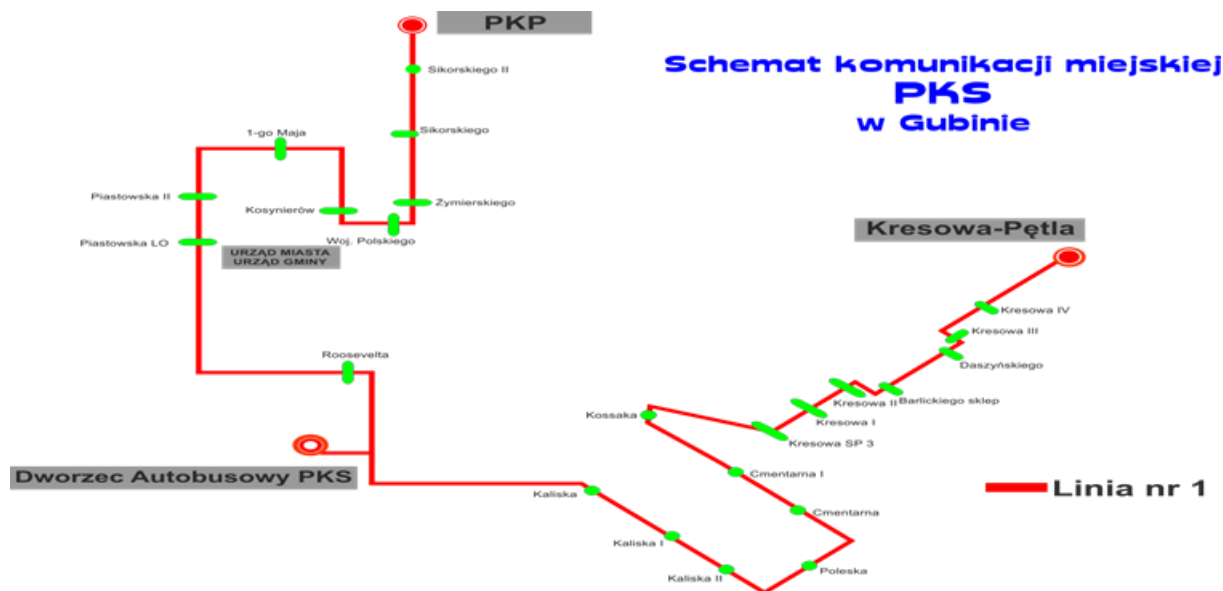 PKP
Schemat komunikacji miejskiej
PKS
w Gubinie
Sikorskiego II
Sikorskiego
1-go Maja
Piastowska II
Kosynierów
Żymierskiego
Piastowska LO
Woj. Polskiego
URZĄD MIASTA
URZĄD GMINY
Kresowa-Pętla
Kresowa IV
Kresowa III
Daszyńskiego
Roosevelta
Barlickiego sklep
Kresowa II
Kresowa I
Kossaka
Kresowa SP 3
Dworzec Autobusowy PKS
Cmentarna I
Kaliska
Linia nr 1
Cmentarna
Kaliska I
Poleska
Kaliska II